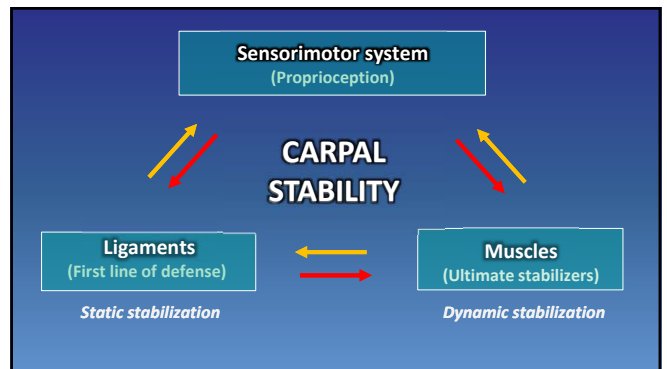 Sensorimotor system
(Proprioception)
CARPAL
STABILITY
Ligaments
(First line of defense)
Static stabilization
Muscles
(Ultimate stabilizers)
Dynamic stabilization